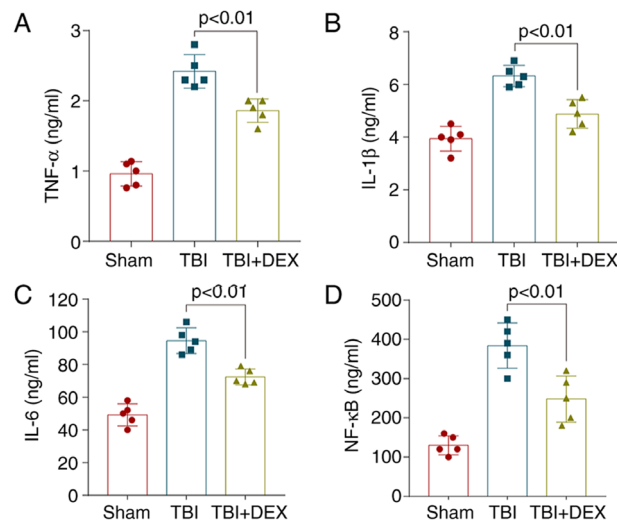 A
p<0.01
TNF-α (ng/ml)
3
2
1
0
Sham TBI TBI+DEX
B
p<0.01
IL-1β (ng/ml)
8
6
4
2
0
Sham TBI TBI+DEX
C
p<0.01
IL-6 (ng/ml)
120
100
80
60
40
20
0
Sham TBI TBI+DEX
D
p<0.01
NF-κB (ng/ml)
500
400
300
200
100
0
Sham TBI TBI+DEX